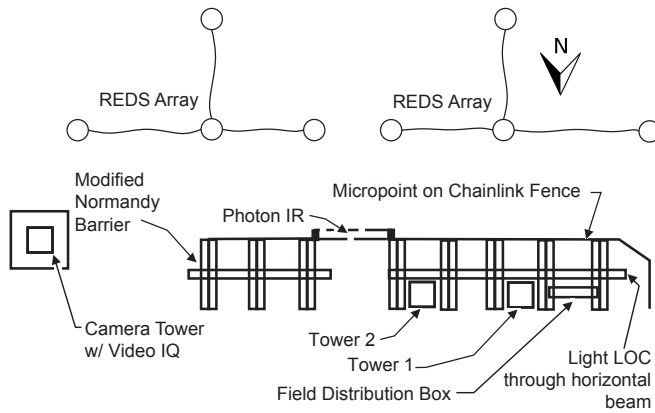 N
REDS Array
REDS Array
Modified
Normandy
Barrier
Photon IR
Micropoint on Chainlink Fence
Camera Tower
w/ Video IQ
Tower 2
Tower 1
Field Distribution Box
Light LOC
through horizontal
beam